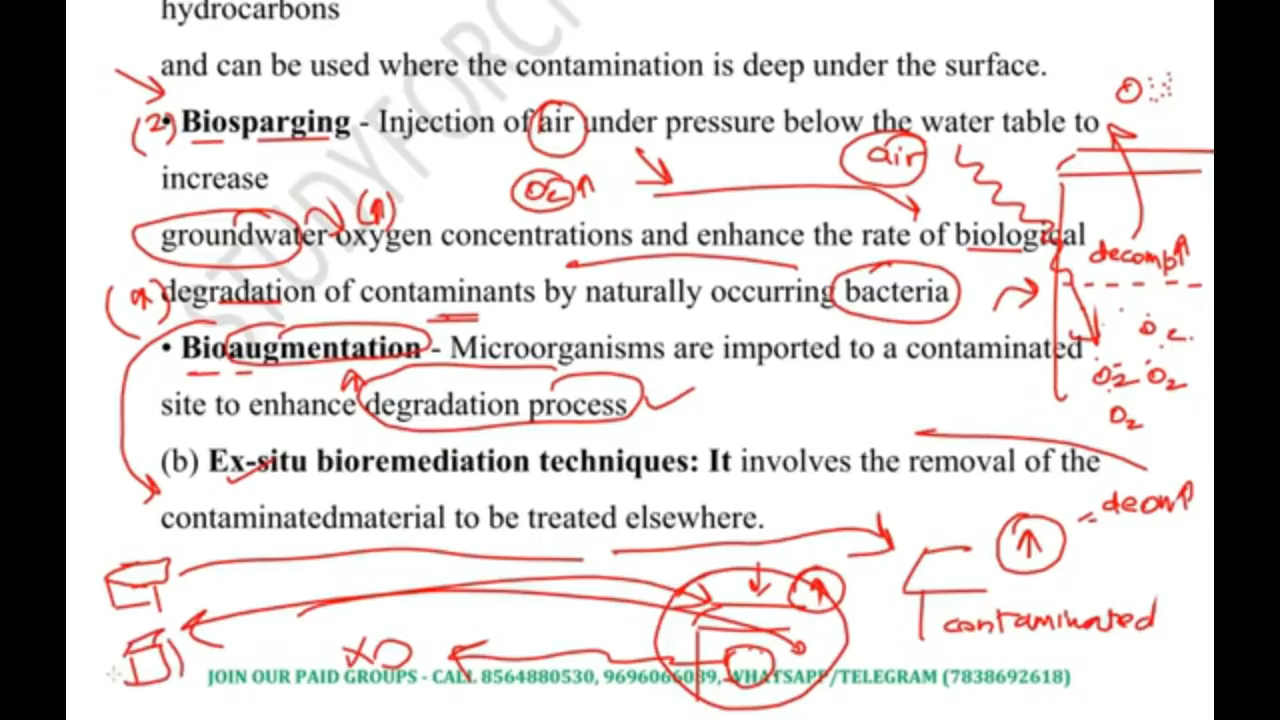 hydrocarbons
and can be used where the contamination is deep under the surface.
(2) • Biosparging - Injection of air under pressure below the water table to
increase
air
O2↑
(↑)
groundwater oxygen concentrations and enhance the rate of biological
decomp↑
degradation of contaminants by naturally occurring bacteria
• Bioaugmentation - Microorganisms are imported to a contaminated
O2 O2
site to enhance degradation process
O2
(b) Ex-situ bioremediation techniques: It involves the removal of the
contaminatedmaterial to be treated elsewhere.
contaminated
JOIN OUR PAID GROUPS - CALL 8564880530, 9696066089, WHATSAPP/TELEGRAM (7838692618)
STUDYFORC